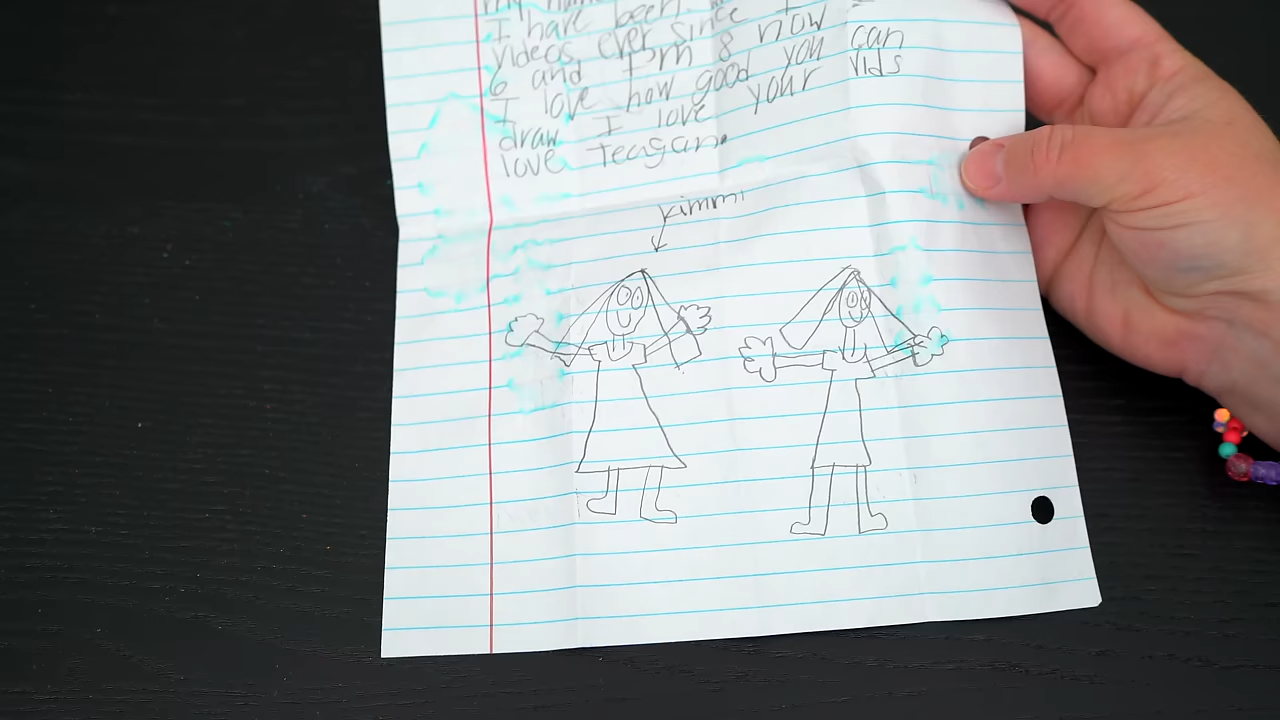 my
I have been
videos ever since I
6 and I'm 8 now
I love how good you can
draw I love your vids
love Teagan.
Kimmi